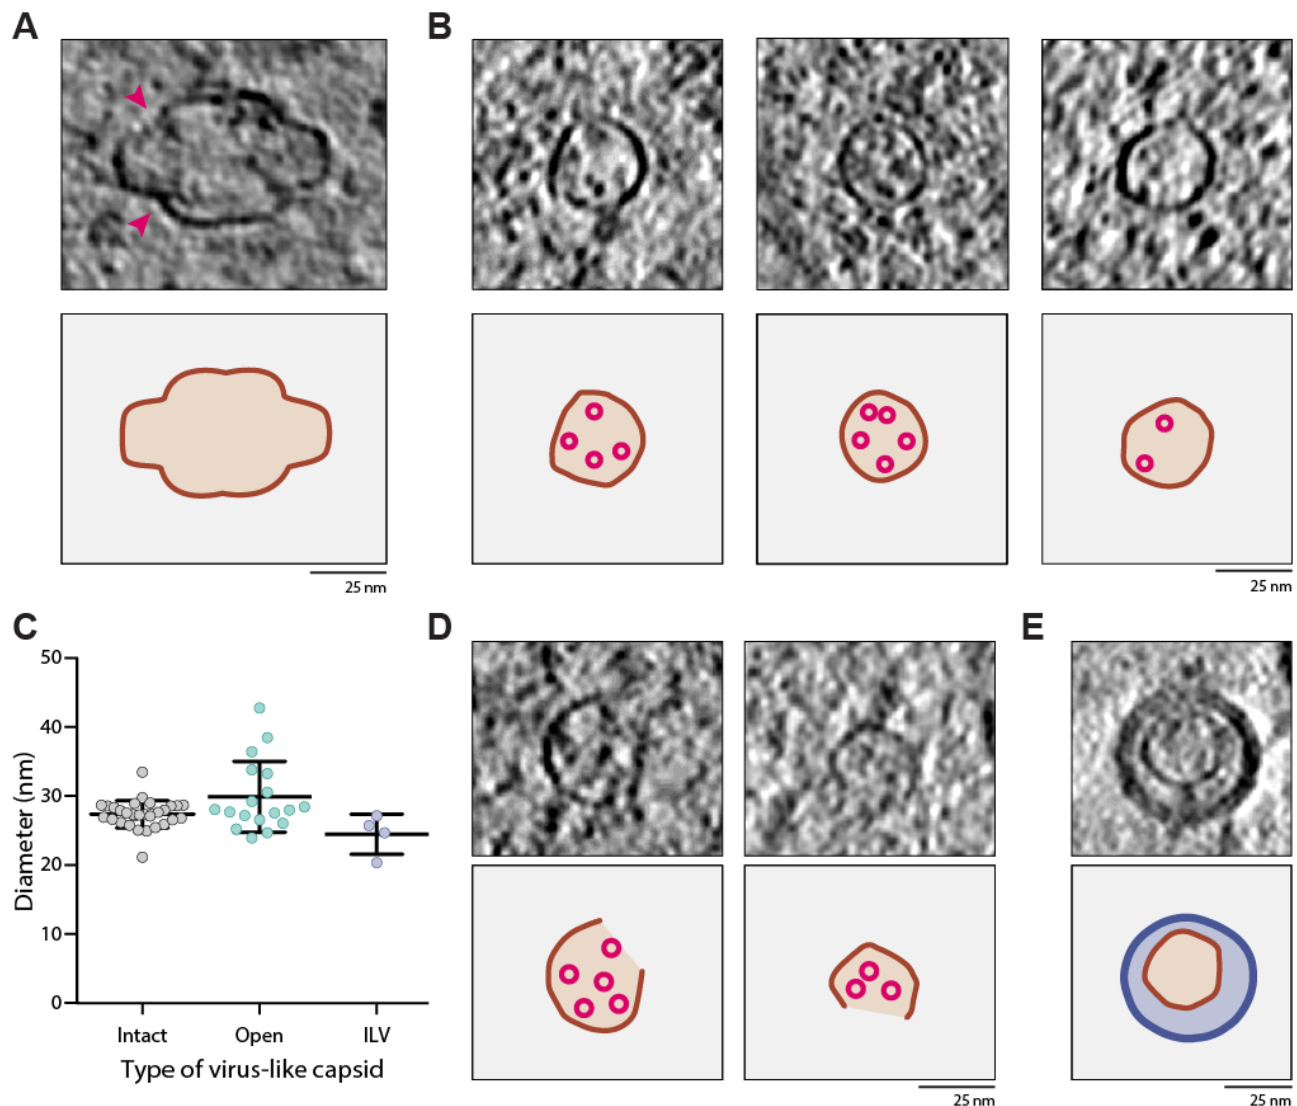 A
B
25 nm
25 nm
C
50
40
30
20
10
0
Diameter (nm)
Intact
Open
ILV
Type of virus-like capsid
D
E
25 nm
25 nm